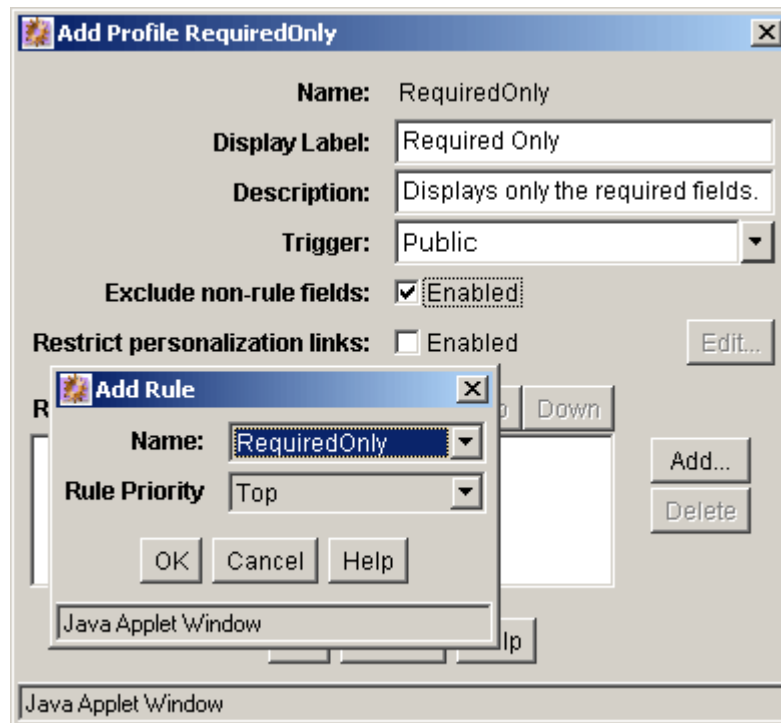 Add Profile RequiredOnly
Name: RequiredOnly
Display Label: Required Only
Description: Displays only the required fields.
Trigger: Public
Exclude non-rule fields: Enabled
Restrict personalization links: Enabled Edit...
Down
Add...
Delete
Add Rule
Name: RequiredOnly
Rule Priority Top
OK Cancel Help
Java Applet Window
Java Applet Window